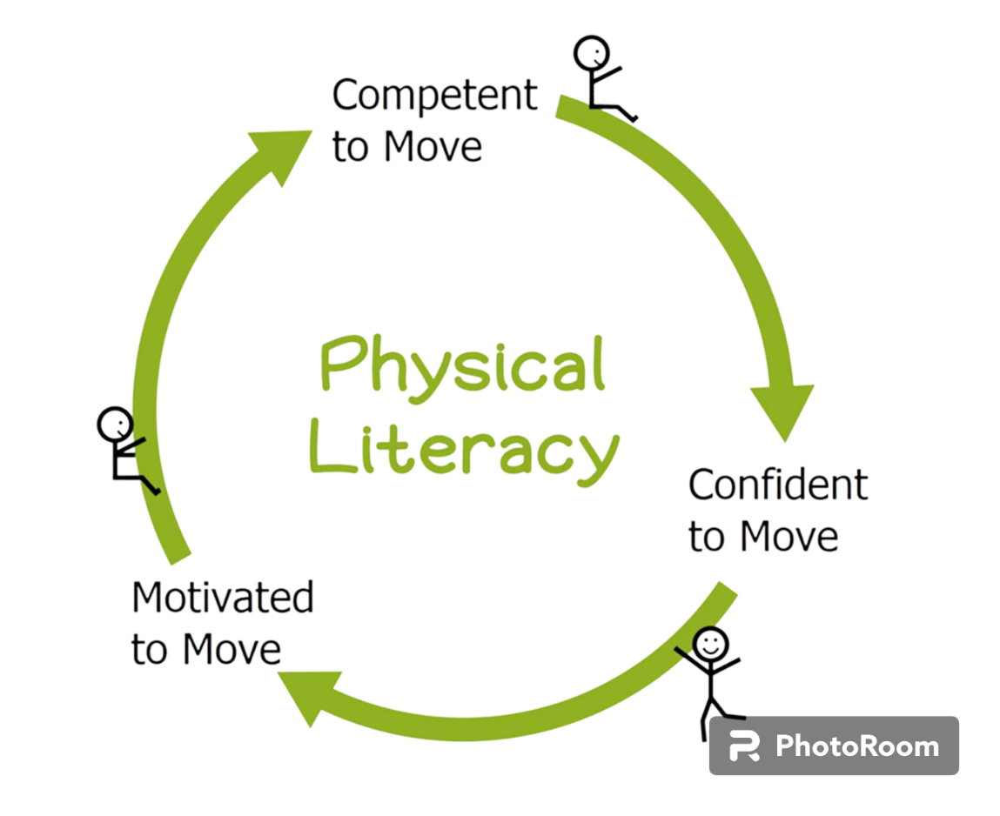 Competent
to Move
Physical
Literacy
Confident
to Move
Motivated
to Move
PhotoRoom